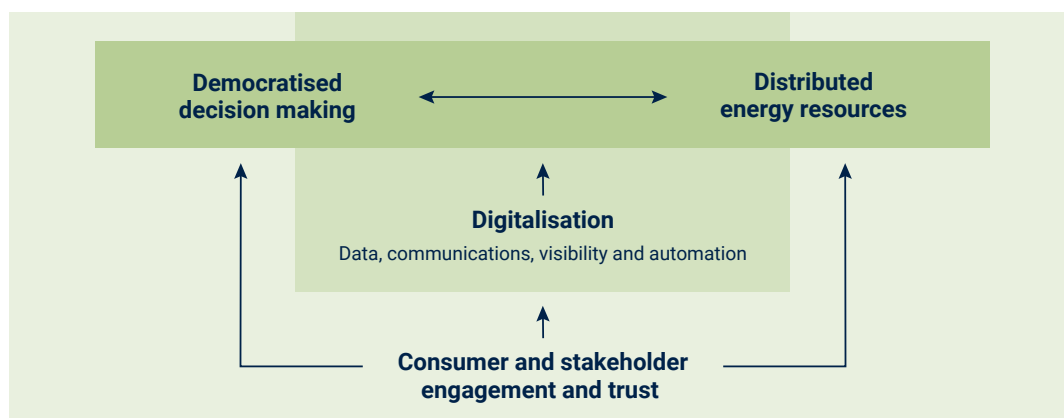 Democratised
decision making
Distributed
energy resources
Digitalisation
Data, communications, visibility and automation
Consumer and stakeholder
engagement and trust